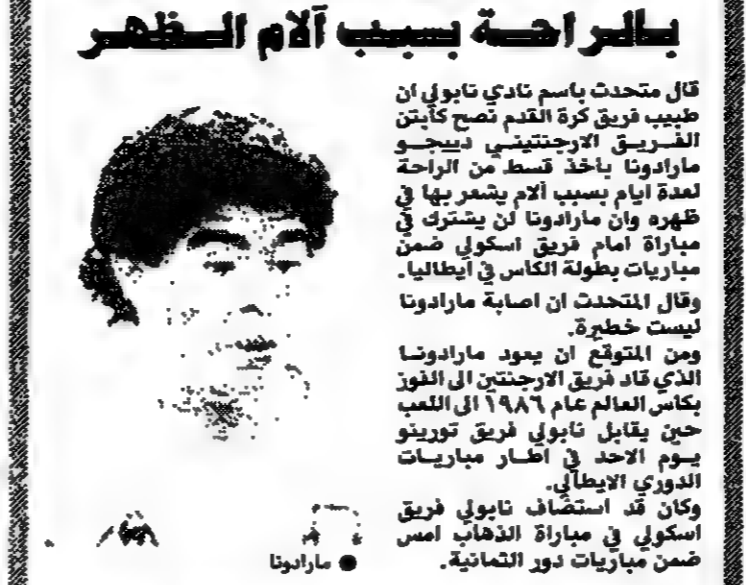 بالراحة بسبب آلام الظهر
قال متحدث باسم نادي نابولي ان
طبيب فريق كرة القدم نصح كابتن
الفريق الارجنتيني دييجو
مارادونا بأخذ قسط من الراحة
لعدة ايام بسبب آلام يشعر بها في
ظهره وان مارادونا لن يشترك في
مباراة امام فريق اسكولي ضمن
مباريات بطولة الكاس في ايطاليا.
وقال المتحدث ان اصابة مارادونا
ليست خطيرة.
ومن المتوقع ان يعود مارادونا
الذي قاد فريق الارجنتين الى الفوز
بكاس العالم عام ١٩٨٦ الى اللعب
حين يقابل نابولي فريق تورينو
يوم الاحد في اطار مباريات
الدوري الايطالي.
وكان قد استضاف نابولي فريق
اسكولي في مباراة الذهاب امس
ضمن مباريات دور الثمانية.
● مارادونا